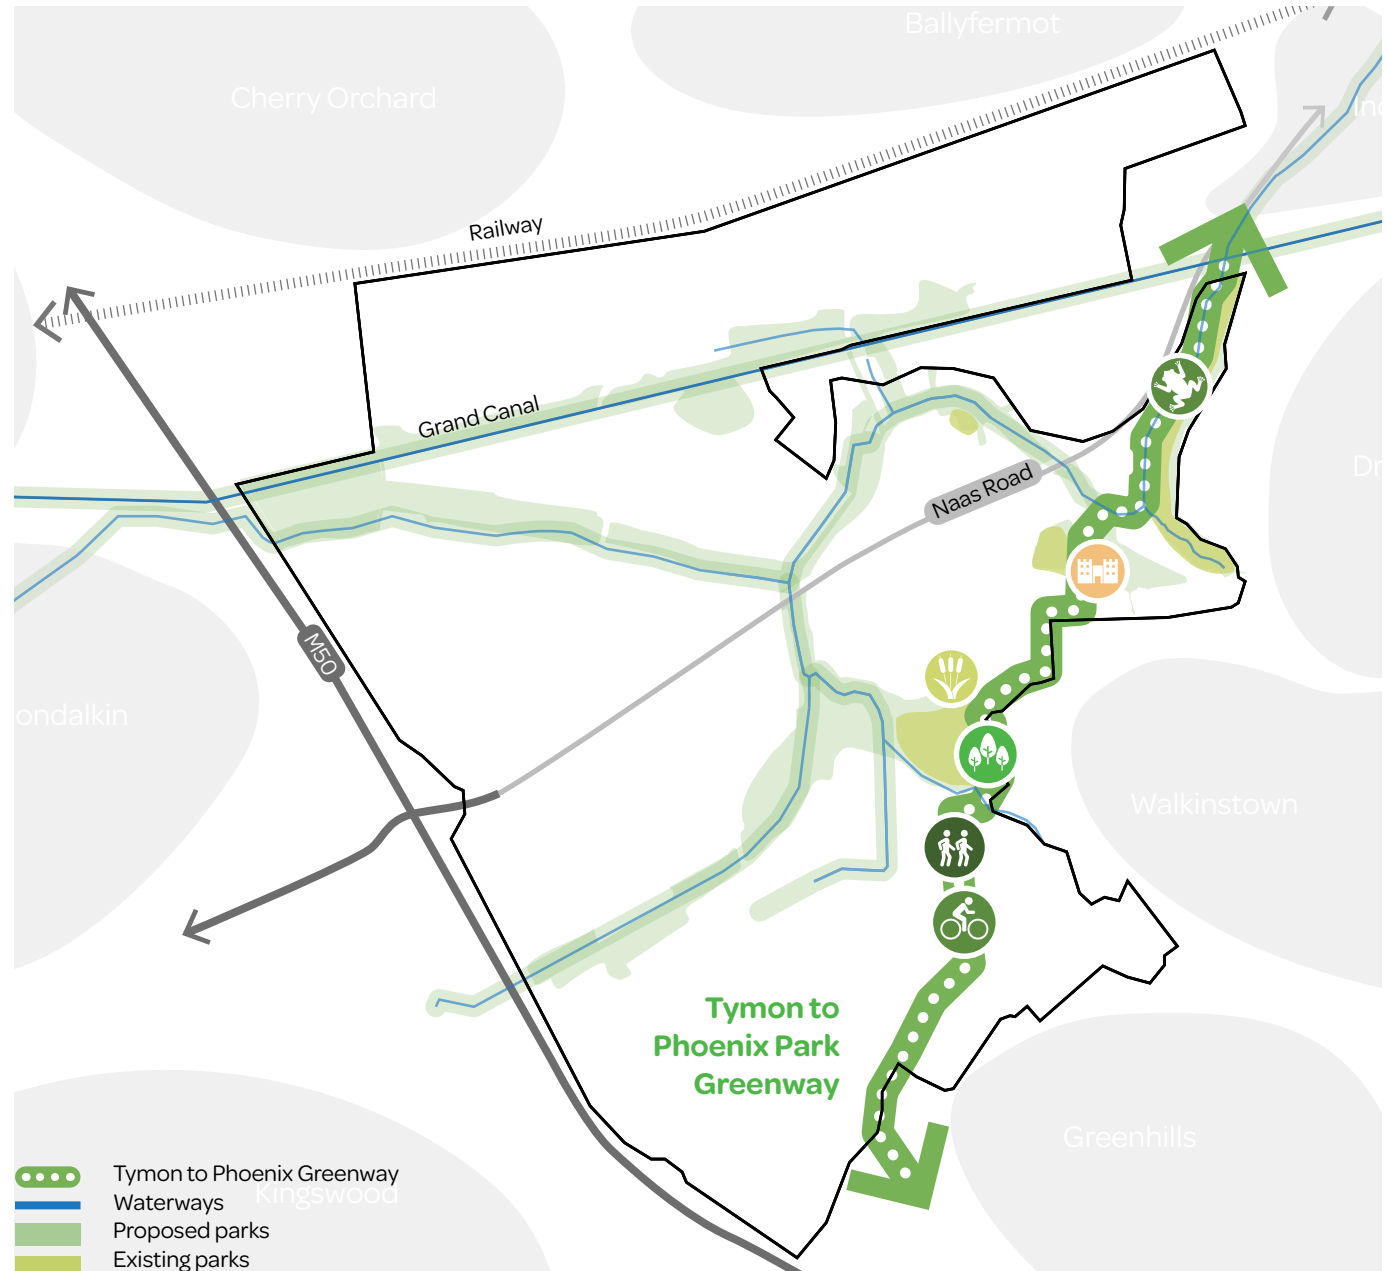 Ballyfermot
Cherry Orchard
Railway
Grand Canal
Naas Road
M50
ondalkin
Walkinstown
Tymon to
Phoenix Park
Greenway
Greenhills
Tymon to Phoenix Greenway
Kingswood
Waterways
Proposed parks
Existing parks